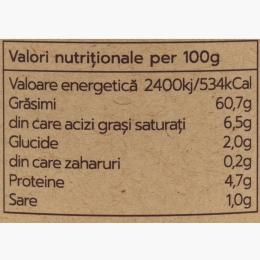 Valori nutriționale per 100g
Valoare energetică 2400kj/534kCal
Grăsimi 60,7g
din care acizi grași saturați 6,5g
Glucide 2,0g
din care zaharuri 0,2g
Proteine 4,7g
Sare 1,0g